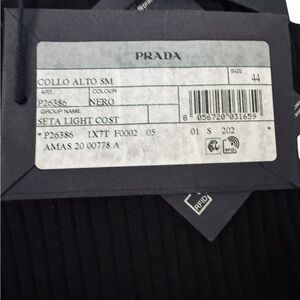 PRADA
COLLO ALTO SM
SIZE
44
ART.
COLOUR
P26386
NERO
GROUP NAME
SETA LIGHT COST
8 056720 031659
* P26386 1X7T F0002 05 01 S 202 *
AMAS 20 00778 A
RFID
RFID